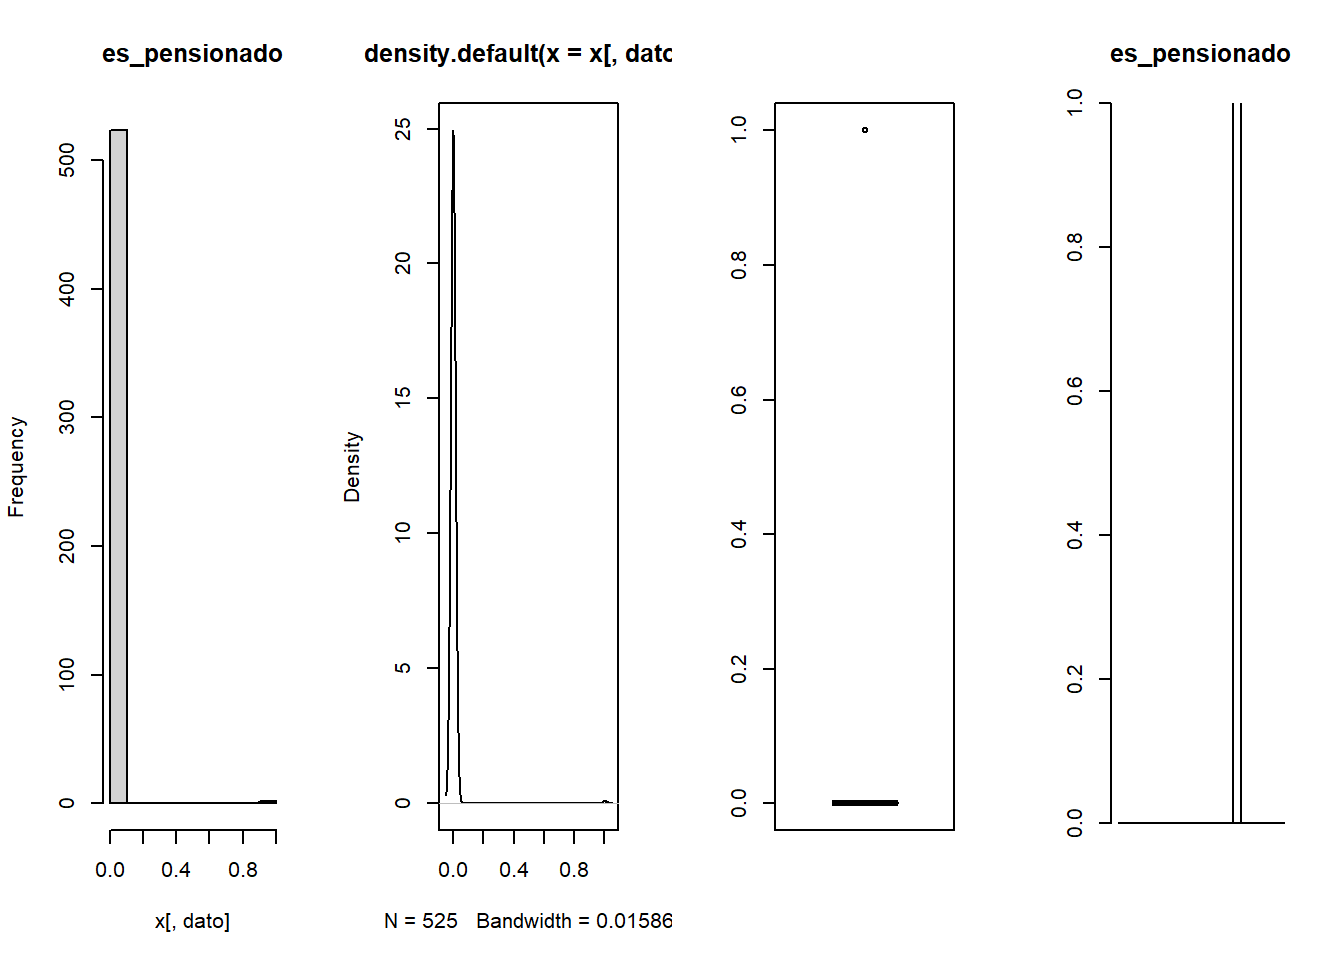 es_pensionado
Frequency
500
400
300
200
100
0
0.0 0.4 0.8
x[, dato]
density.default(x = x[, dato
Density
25
20
15
10
5
0
0.0 0.4 0.8
N = 525 Bandwidth = 0.01586
1.0
0.8
0.6
0.4
0.2
0.0
es_pensionado
1.0
0.8
0.6
0.4
0.2
0.0